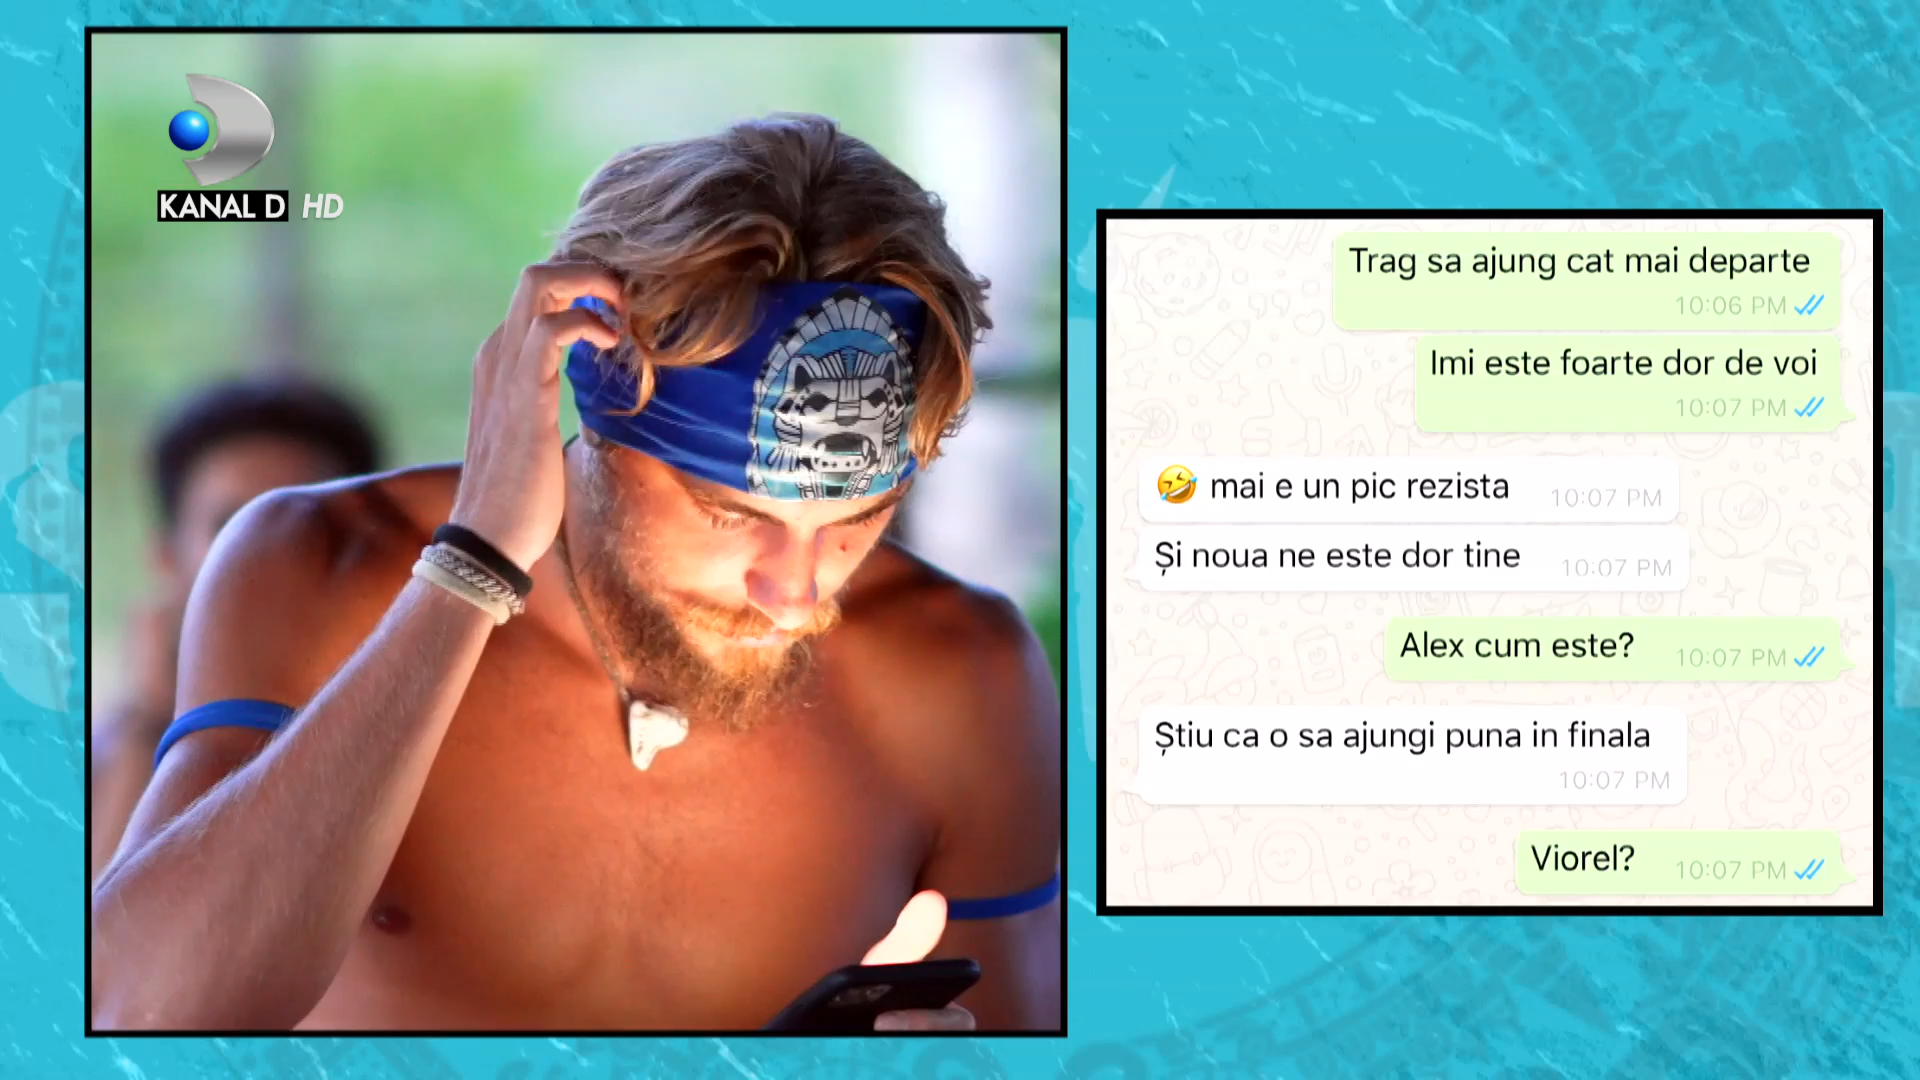 KANAL D HD
Trag sa ajung cat mai departe
10:06 PM
Imi este foarte dor de voi
10:07 PM
🤣 mai e un pic rezista 10:07 PM
Și noua ne este dor tine 10:07 PM
Alex cum este? 10:07 PM
Știu ca o sa ajungi puna in finala
10:07 PM
Viorel? 10:07 PM